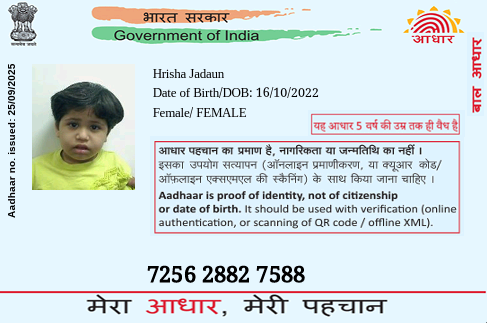 भारत सरकार
Government of India
आधार
बाल आधार
Aadhaar no. issued: 25/09/2025
Hrisha Jadaun
Date of Birth/DOB: 16/10/2022
Female/ FEMALE
यह आधार 5 वर्ष की उम्र तक ही वैध है
आधार पहचान का प्रमाण है, नागरिकता या जन्मतिथि का नहीं ।
इसका उपयोग सत्यापन (ऑनलाइन प्रमाणीकरण, या क्यूआर कोड/
ऑफ़लाइन एक्सएमएल की स्कैनिंग) के साथ किया जाना चाहिए ।
Aadhaar is proof of identity, not of citizenship
or date of birth. It should be used with verification (online
authentication, or scanning of QR code / offline XML).
7256 2882 7588
मेरा आधार, मेरी पहचान